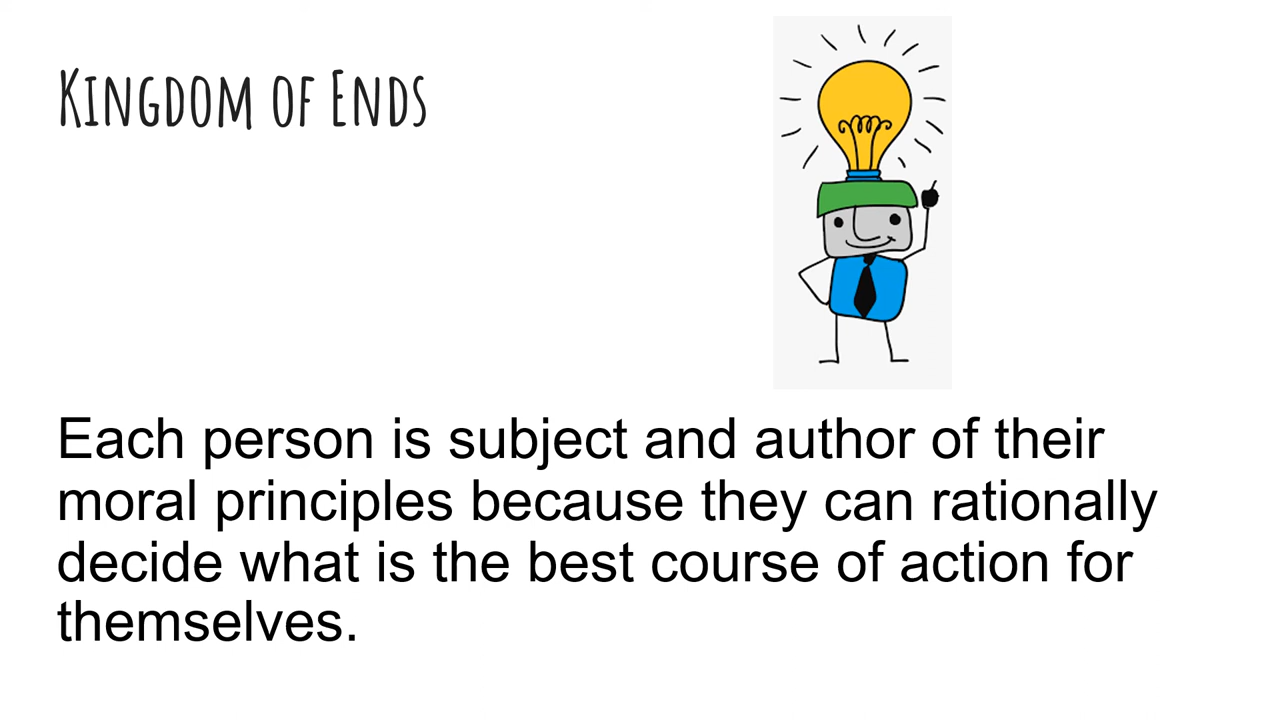 Kingdom of Ends
Each person is subject and author of their
moral principles because they can rationally
decide what is the best course of action for
themselves.